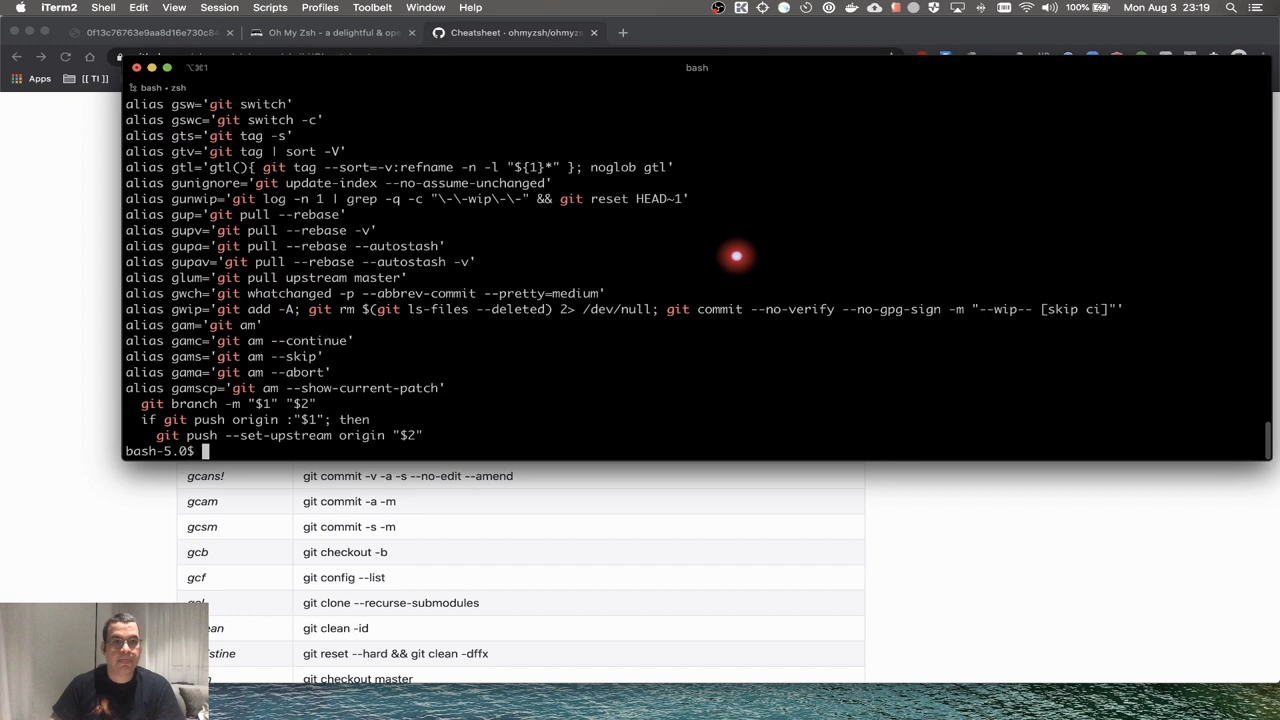 iTerm2 Shell Edit View Session Scripts Profiles Toolbelt Window Help 100% Mon Aug 3 23:19
0f13c76763e9aa8d16e730c84 Oh My Zsh - a delightful & ope Cheatsheet · ohmyzsh/ohmyzs
Apps [[ TI ]]
⌥⌘1 bash
bash • zsh
alias gsw='git switch'
alias gswc='git switch -c'
alias gts='git tag -s'
alias gtv='git tag | sort -V'
alias gtl='gtl(){ git tag --sort=-v:refname -n -l "${1}*" }; noglob gtl'
alias gunignore='git update-index --no-assume-unchanged'
alias gunwip='git log -n 1 | grep -q -c "\-\-wip\-\-" && git reset HEAD~1'
alias gup='git pull --rebase'
alias gupv='git pull --rebase -v'
alias gupa='git pull --rebase --autostash'
alias gupav='git pull --rebase --autostash -v'
alias glum='git pull upstream master'
alias gwch='git whatchanged -p --abbrev-commit --pretty=medium'
alias gwip='git add -A; git rm $(git ls-files --deleted) 2> /dev/null; git commit --no-verify --no-gpg-sign -m "--wip-- [skip ci]"'
alias gam='git am'
alias gamc='git am --continue'
alias gams='git am --skip'
alias gama='git am --abort'
alias gamscp='git am --show-current-patch'
git branch -m "$1" "$2"
if git push origin :"$1"; then
git push --set-upstream origin "$2"
bash-5.0$
gcans! git commit -v -a -s --no-edit --amend
gcam git commit -a -m
gcsm git commit -s -m
gcb git checkout -b
gcf git config --list
git clone --recurse-submodules
ean git clean -id
istine git reset --hard && git clean -dffx
git checkout master